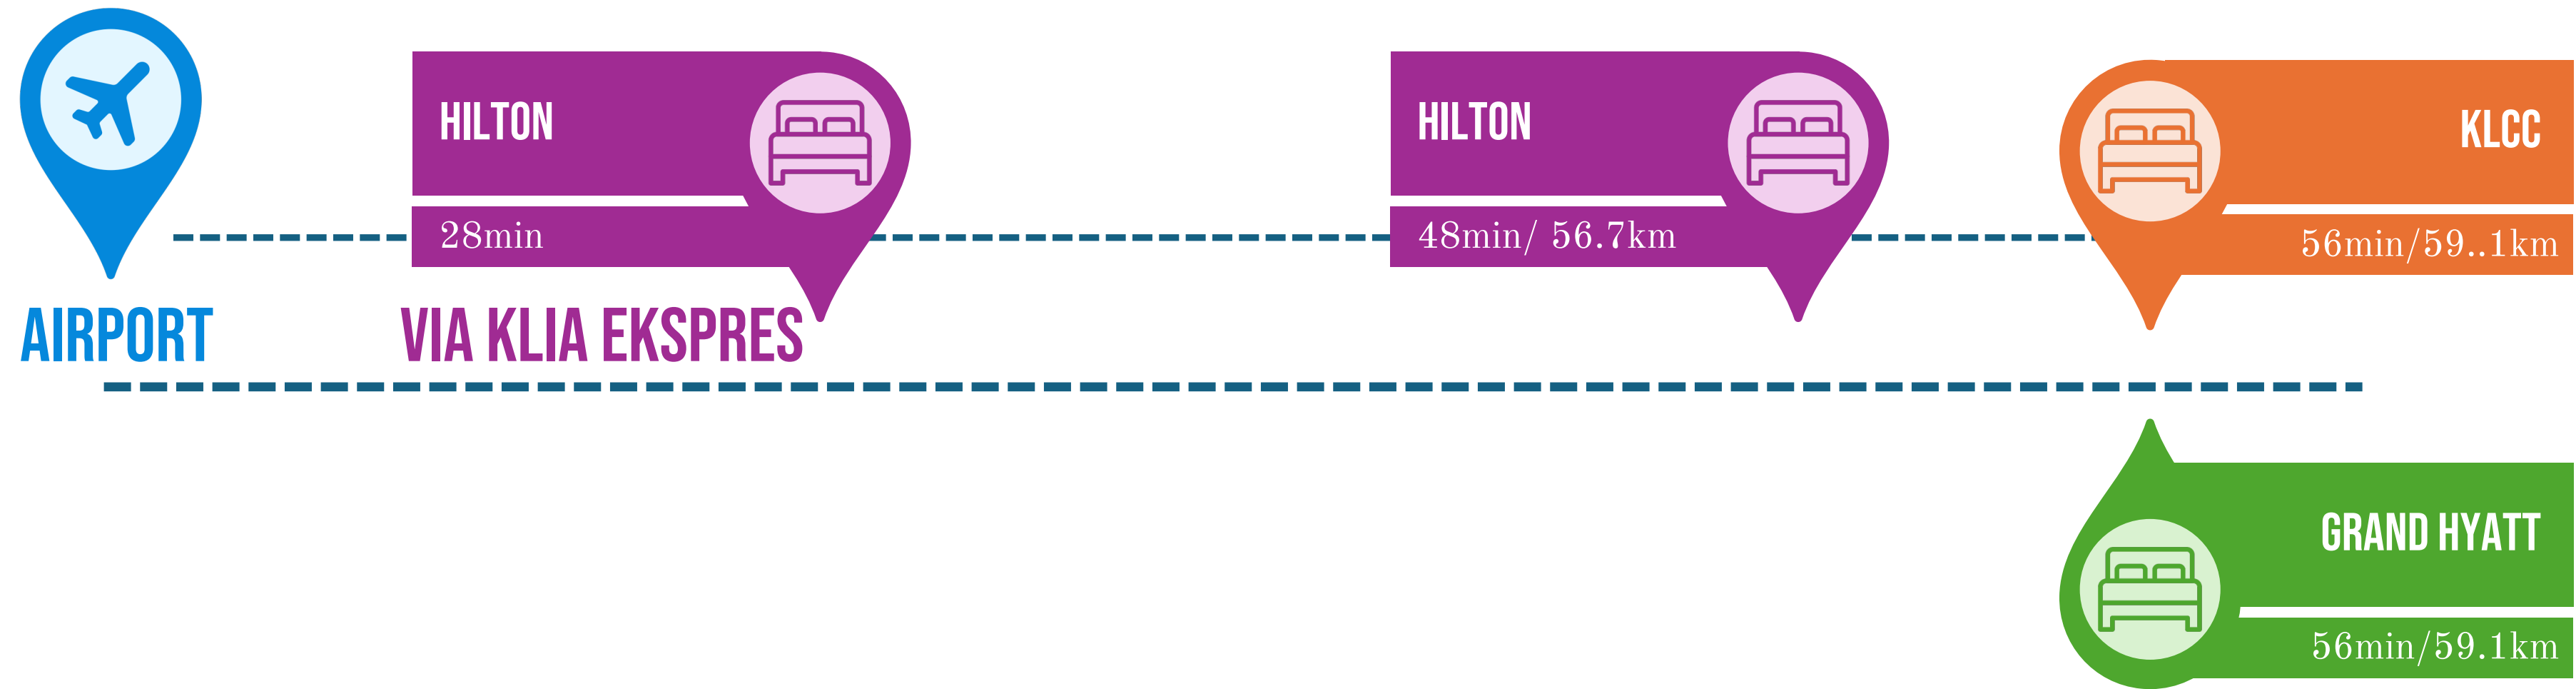 HILTON
28min
HILTON
48min/ 56.7km
KLCC
56min/59..1km
AIRPORT
VIA KLIA EKSPRES
GRAND HYATT
56min/59.1km